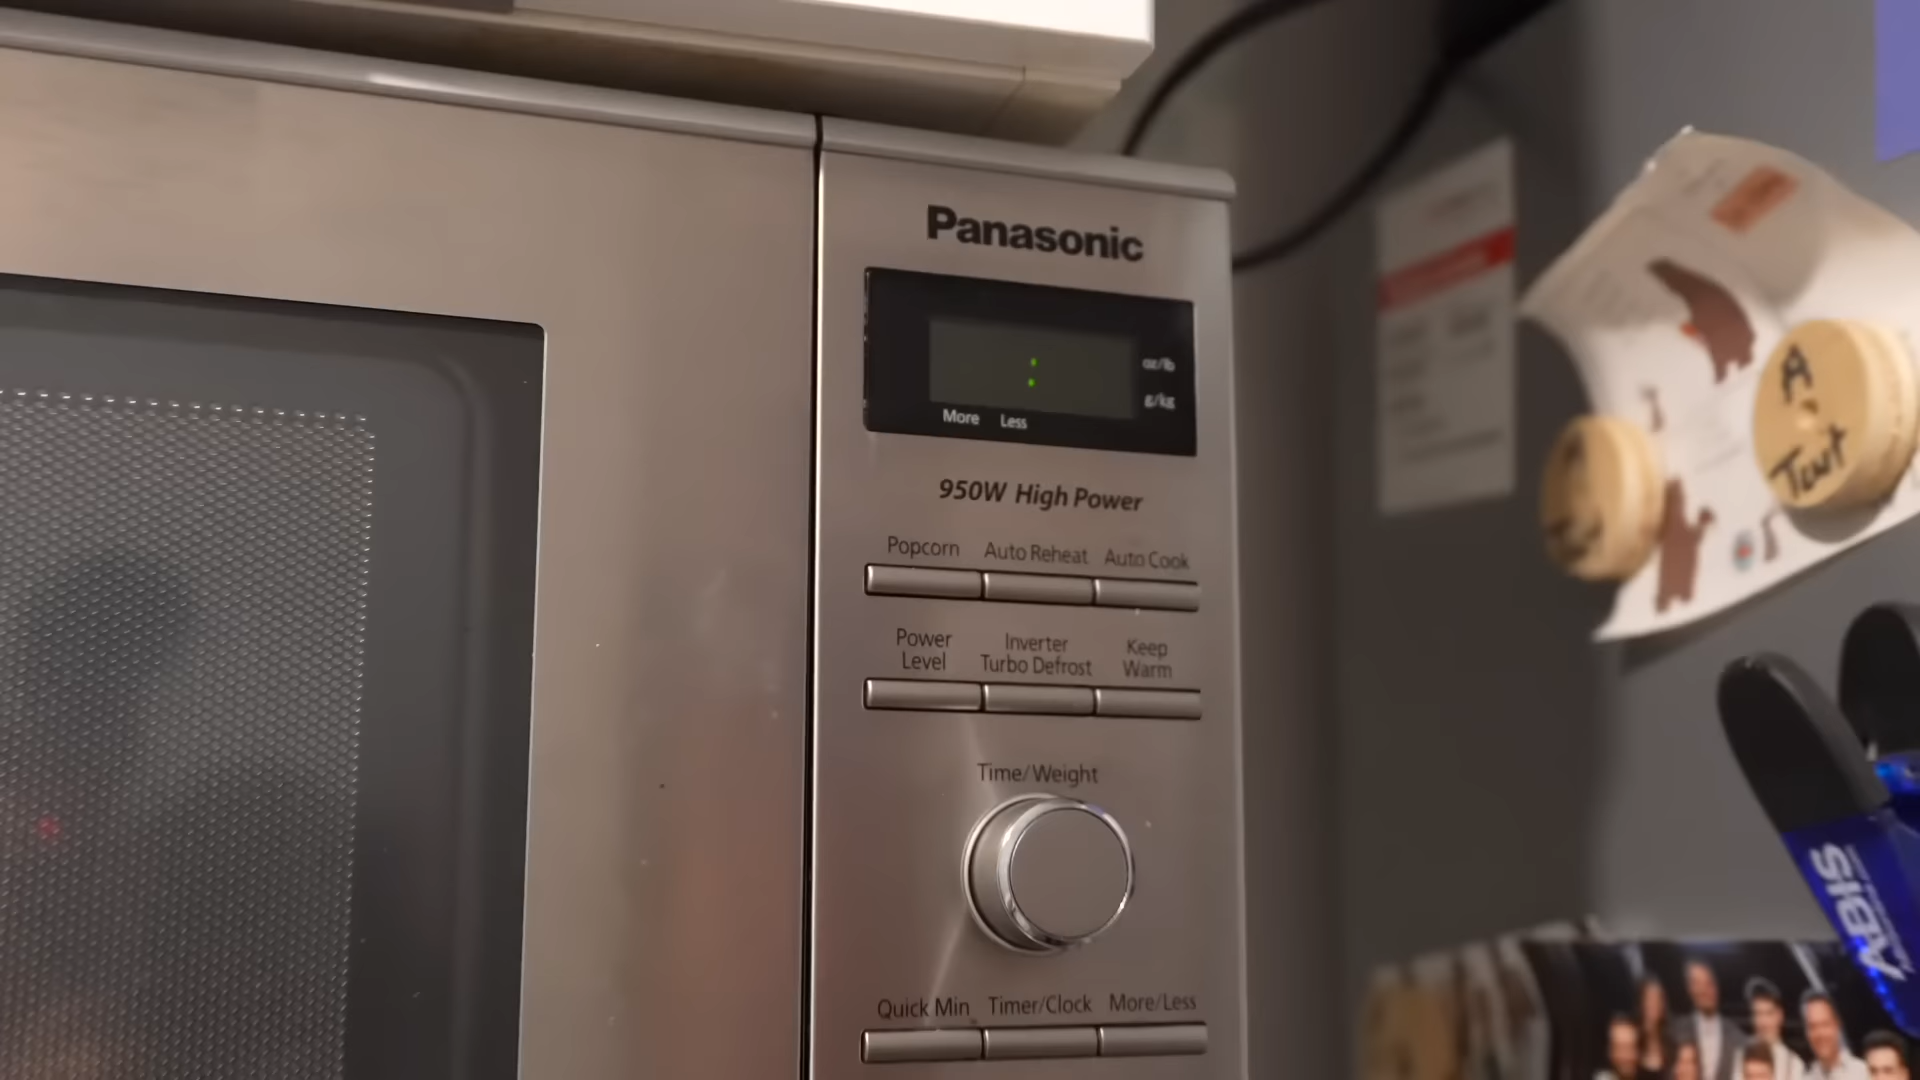 Panasonic
:
oz/lb
g/kg
More Less
950W High Power
Popcorn Auto Reheat Auto Cook
Power Level
Inverter Turbo Defrost
Keep Warm
Time/Weight
Quick Min Timer/Clock More/Less
A
Twt
ABIS